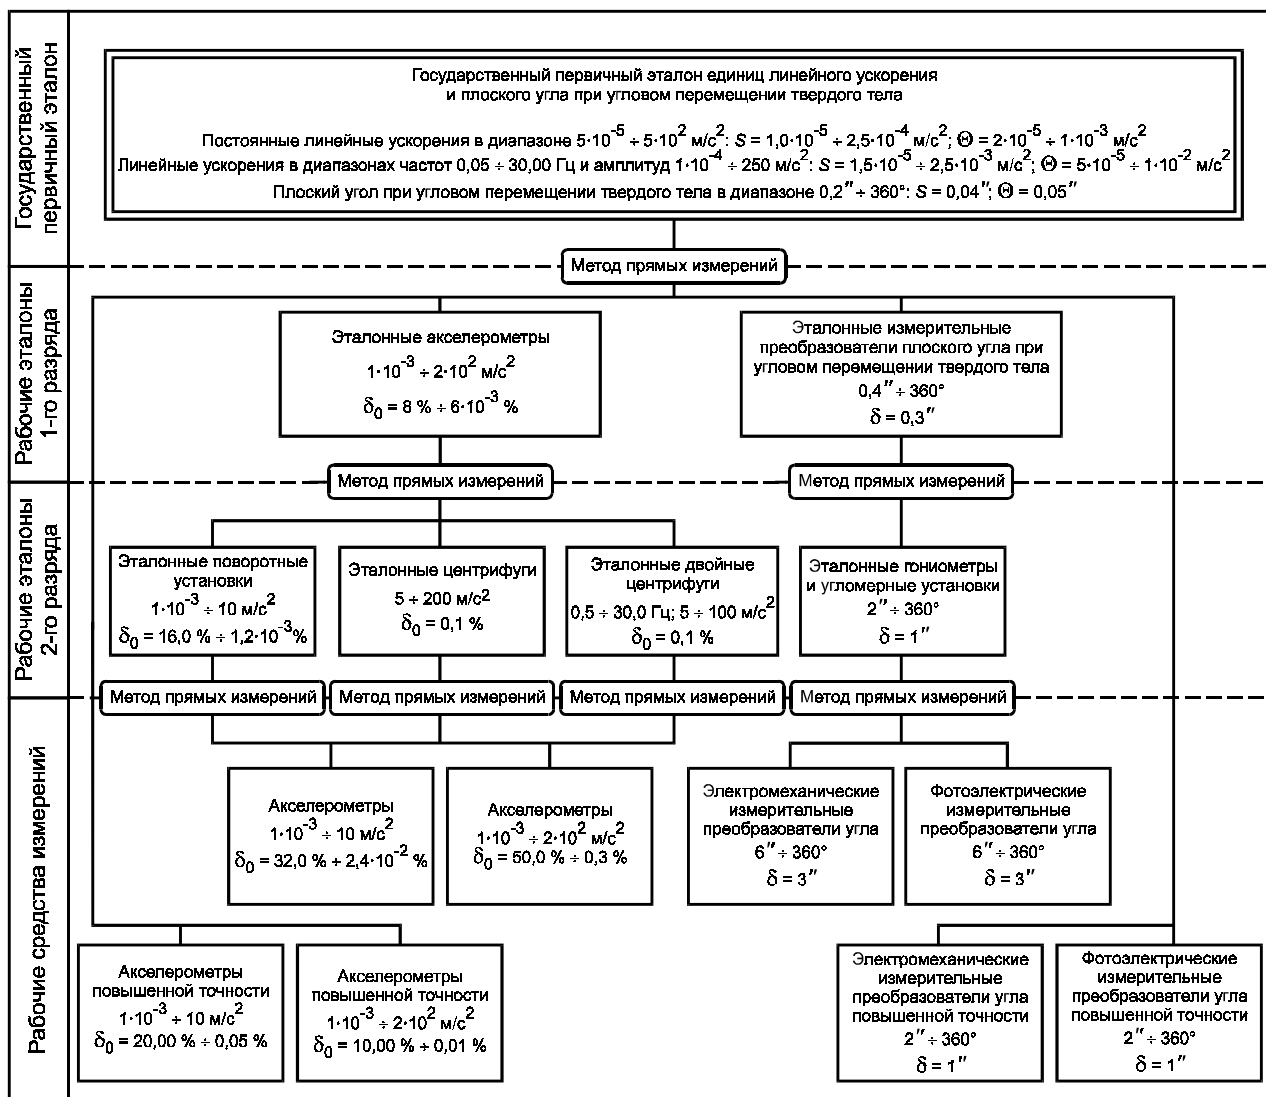 Государственный
первичный эталон
Государственный первичный эталон единиц линейного ускорения
и плоского угла при угловом перемещении твердого тела
Постоянные линейные ускорения в диапазоне 5·10⁻⁵ ÷ 5·10² м/с²: S = 1,0·10⁻⁵ ÷ 2,5·10⁻⁴ м/с²; Θ = 2·10⁻⁵ ÷ 1·10⁻³ м/с²
Линейные ускорения в диапазонах частот 0,05 ÷ 30,00 Гц и амплитуд 1·10⁻⁴ ÷ 250 м/с²: S = 1,5·10⁻⁵ ÷ 2,5·10⁻³ м/с²; Θ = 5·10⁻⁵ ÷ 1·10⁻² м/с²
Плоский угол при угловом перемещении твердого тела в диапазоне 0,2″ ÷ 360°: S = 0,04″; Θ = 0,05″
Метод прямых измерений
Рабочие эталоны
1-го разряда
Эталонные акселерометры
1·10⁻³ ÷ 2·10² м/с²
δ₀ = 8 % ÷ 6·10⁻³ %
Эталонные измерительные
преобразователи плоского угла при
угловом перемещении твердого тела
0,4″ ÷ 360°
δ = 0,3″
Метод прямых измерений
Метод прямых измерений
Рабочие эталоны
2-го разряда
Эталонные поворотные
установки
1·10⁻³ ÷ 10 м/с²
δ₀ = 16,0 % ÷ 1,2·10⁻³%
Эталонные центрифуги
5 ÷ 200 м/с²
δ₀ = 0,1 %
Эталонные двойные
центрифуги
0,5 ÷ 30,0 Гц; 5 ÷ 100 м/с²
δ₀ = 0,1 %
Эталонные гониометры
и угломерные установки
2″ ÷ 360°
δ = 1″
Метод прямых измерений
Метод прямых измерений
Метод прямых измерений
Метод прямых измерений
Рабочие средства измерений
Акселерометры
1·10⁻³ ÷ 10 м/с²
δ₀ = 32,0 % ÷ 2,4·10⁻² %
Акселерометры
1·10⁻³ ÷ 2·10² м/с²
δ₀ = 50,0 % ÷ 0,3 %
Электромеханические
измерительные
преобразователи угла
6″ ÷ 360°
δ = 3″
Фотоэлектрические
измерительные
преобразователи угла
6″ ÷ 360°
δ = 3″
Акселерометры
повышенной точности
1·10⁻³ ÷ 10 м/с²
δ₀ = 20,00 % ÷ 0,05 %
Акселерометры
повышенной точности
1·10⁻³ ÷ 2·10² м/с²
δ₀ = 10,00 % ÷ 0,01 %
Электромеханические
измерительные
преобразователи угла
повышенной точности
2″ ÷ 360°
δ = 1″
Фотоэлектрические
измерительные
преобразователи угла
повышенной точности
2″ ÷ 360°
δ = 1″